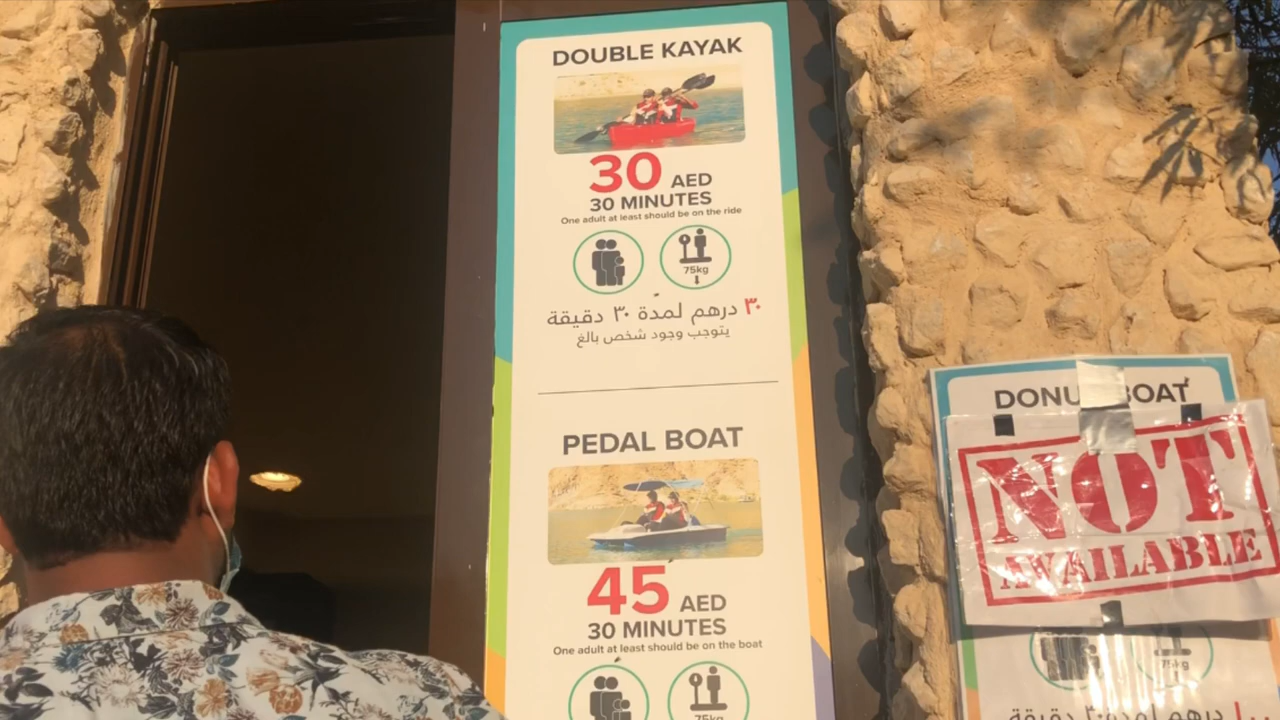 DOUBLE KAYAK
30 AED
30 MINUTES
One adult at least should be on the ride
75kg
٣٠ درهم لمدة ٣٠ دقيقة
يتوجب وجود شخص بالغ
PEDAL BOAT
45 AED
30 MINUTES
One adult at least should be on the boat
75kg
BOAT
NOT
AVAILABLE
75kg